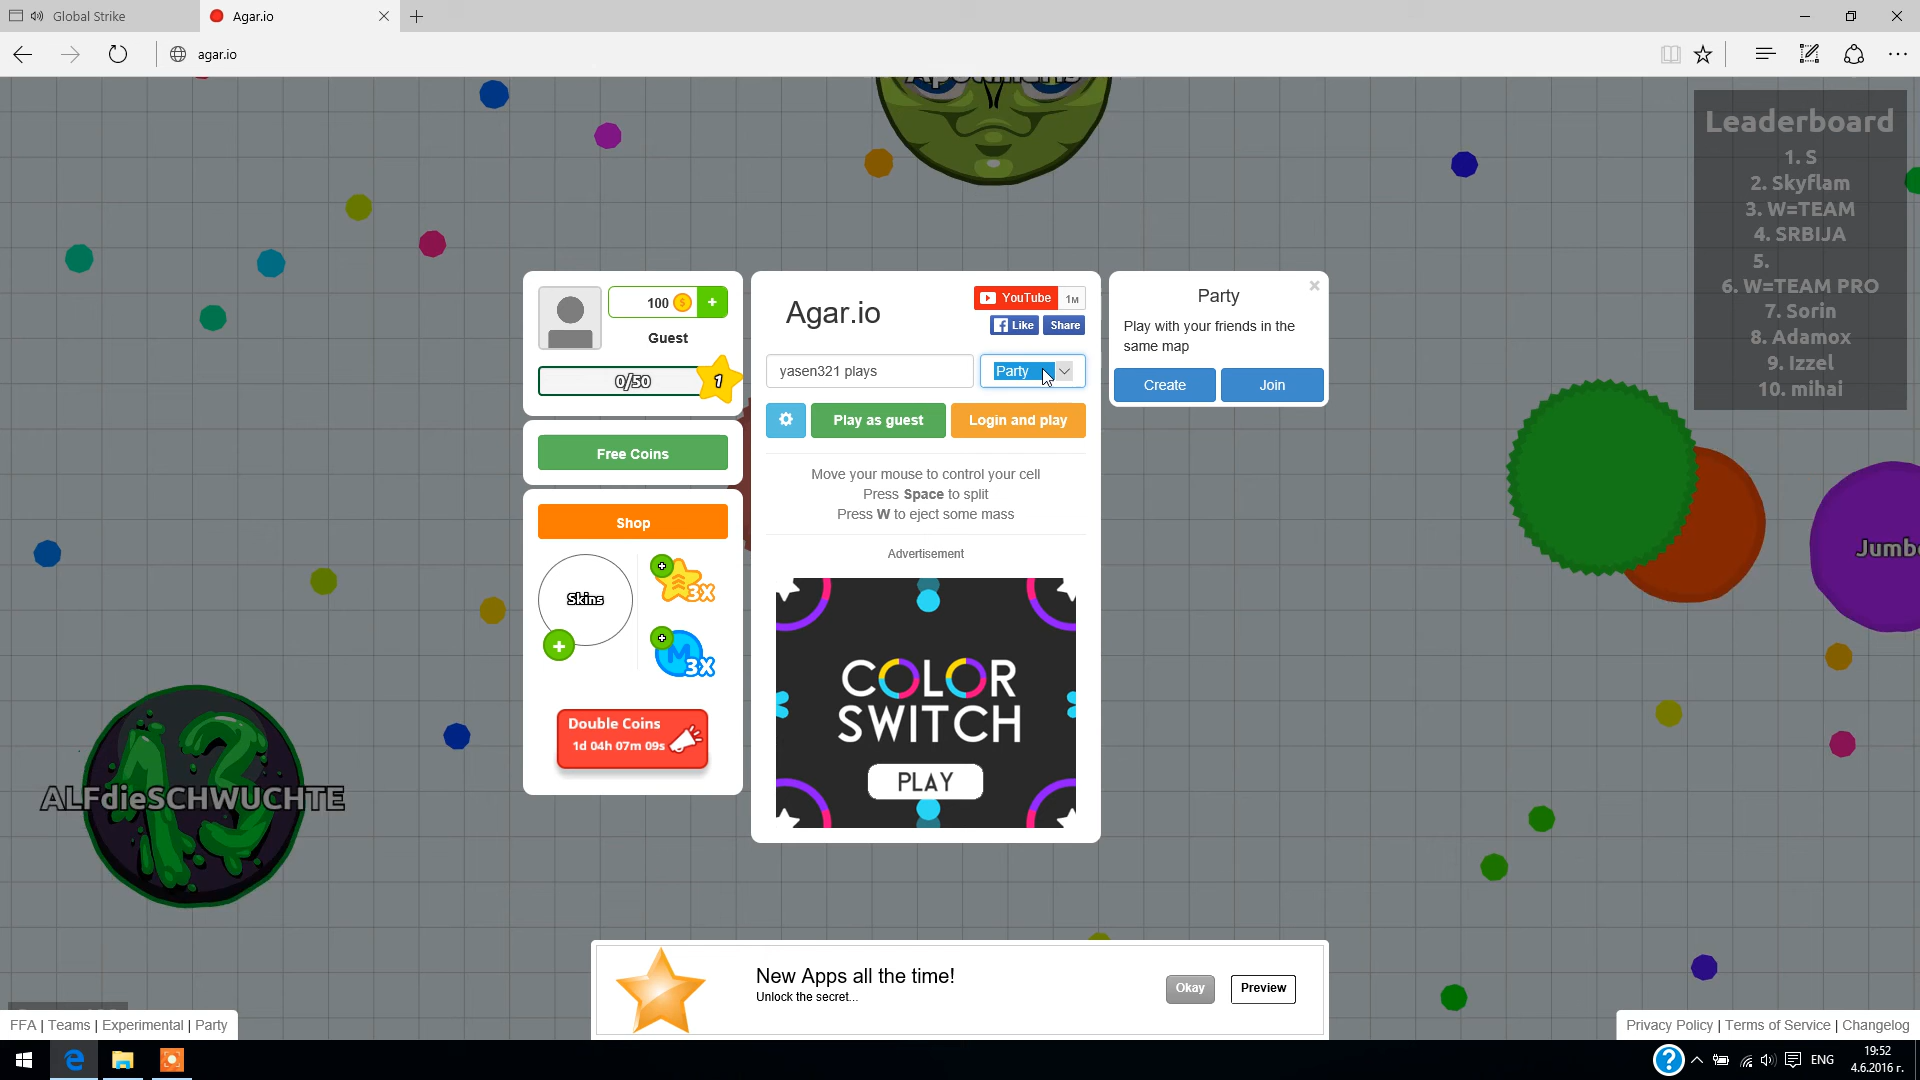 Global Strike
Agar.io
agar.io
Leaderboard
1. S
2. Skyflam
3. W=TEAM
4. SRBIJA
5.
6. W=TEAM PRO
7. Sorin
8. Adamox
9. Izzel
10. mihai
100
+
Guest
0/50
1
Free Coins
Shop
Skins
3X
M 3X
Double Coins
1d 04h 07m 09s
Agar.io
YouTube 1M
Like Share
yasen321 plays
Party
Play as guest
Login and play
Move your mouse to control your cell
Press Space to split
Press W to eject some mass
Advertisement
COLOR
SWITCH
PLAY
Party
Play with your friends in the
same map
Create
Join
Jumb
ALFdieSCHWUCHTE
New Apps all the time!
Unlock the secret...
Okay
Preview
FFA | Teams | Experimental | Party
Privacy Policy | Terms of Service | Changelog
ENG
19:52
4.6.2016 г.